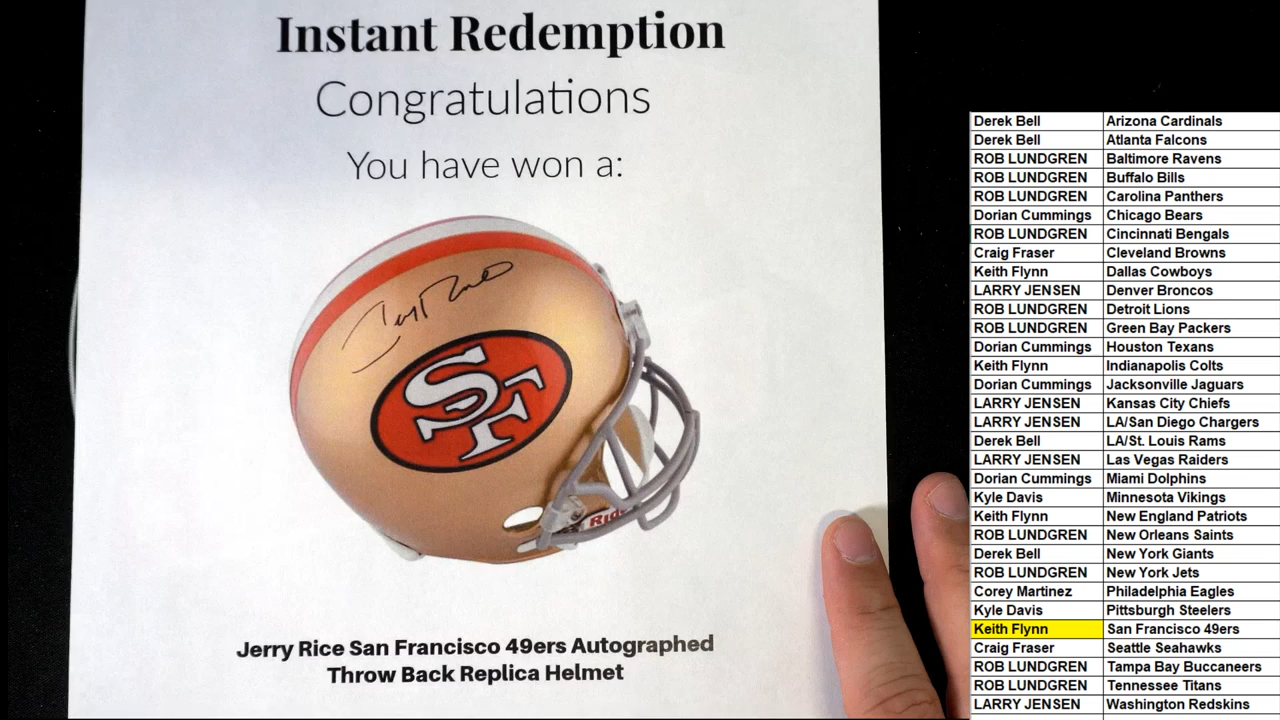 Instant Redemption
Congratulations
You have won a:
Jerry Rice
SF
Jerry Rice San Francisco 49ers Autographed
Throw Back Replica Helmet
Derek Bell Arizona Cardinals
Derek Bell Atlanta Falcons
ROB LUNDGREN Baltimore Ravens
ROB LUNDGREN Buffalo Bills
ROB LUNDGREN Carolina Panthers
Dorian Cummings Chicago Bears
ROB LUNDGREN Cincinnati Bengals
Craig Fraser Cleveland Browns
Keith Flynn Dallas Cowboys
LARRY JENSEN Denver Broncos
ROB LUNDGREN Detroit Lions
ROB LUNDGREN Green Bay Packers
Dorian Cummings Houston Texans
Keith Flynn Indianapolis Colts
Dorian Cummings Jacksonville Jaguars
LARRY JENSEN Kansas City Chiefs
LARRY JENSEN LA/San Diego Chargers
Derek Bell LA/St. Louis Rams
LARRY JENSEN Las Vegas Raiders
Dorian Cummings Miami Dolphins
Kyle Davis Minnesota Vikings
Keith Flynn New England Patriots
ROB LUNDGREN New Orleans Saints
Derek Bell New York Giants
ROB LUNDGREN New York Jets
Corey Martinez Philadelphia Eagles
Kyle Davis Pittsburgh Steelers
Keith Flynn San Francisco 49ers
Craig Fraser Seattle Seahawks
ROB LUNDGREN Tampa Bay Buccaneers
ROB LUNDGREN Tennessee Titans
LARRY JENSEN Washington Redskins